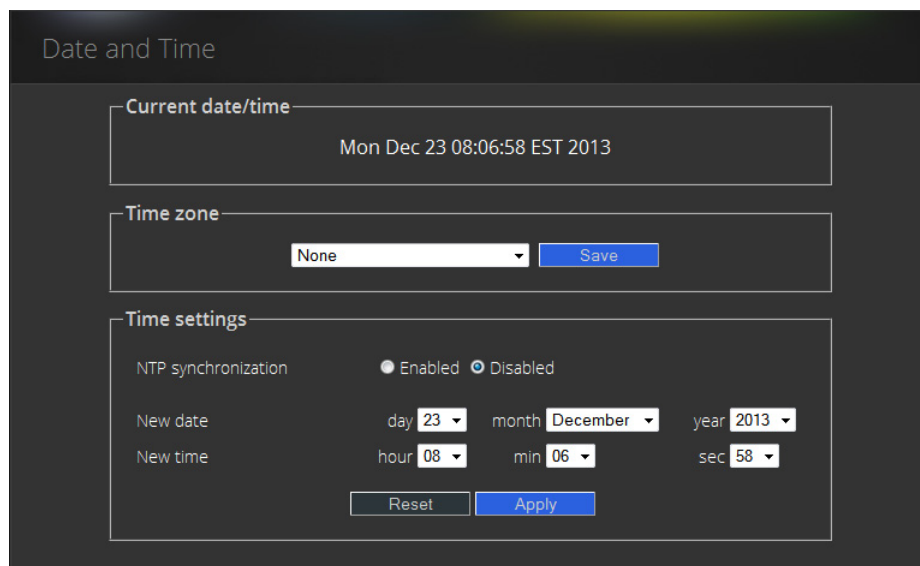 Date and Time
Current date/time
Mon Dec 23 08:06:58 EST 2013
Time zone
None Save
Time settings
NTP synchronization Enabled Disabled
New date day 23 month December year 2013
New time hour 08 min 06 sec 58
Reset Apply